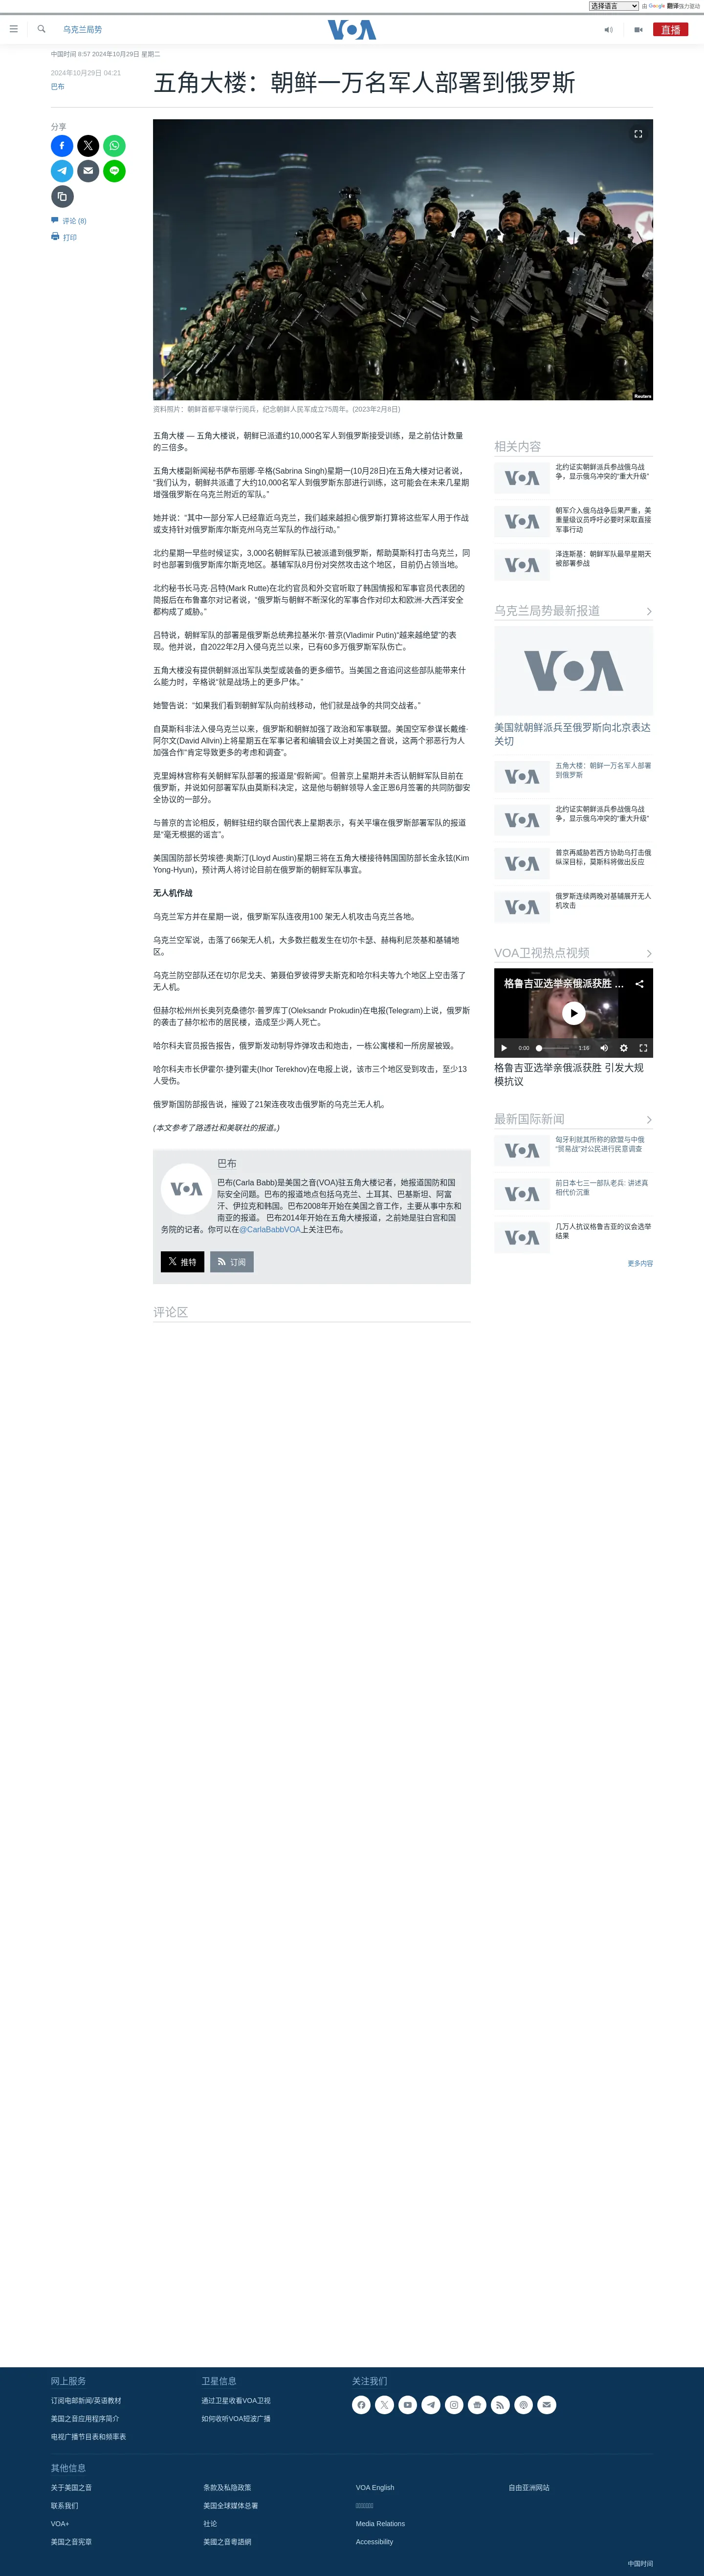 选择语言
由 Google 翻译强力驱动
乌克兰局势
VOA
直播
中国时间 8:57 2024年10月29日 星期二
2024年10月29日 04:21
巴布
五角大楼：朝鲜一万名军人部署到俄罗斯
分享
评论 (8)
打印
Reuters
资料照片：朝鲜首都平壤举行阅兵，纪念朝鲜人民军成立75周年。(2023年2月8日)
五角大楼 — 五角大楼说，朝鲜已派遣约10,000名军人到俄罗斯接受训练，是之前估计数量
的三倍多。
五角大楼副新闻秘书萨布丽娜·辛格(Sabrina Singh)星期一(10月28日)在五角大楼对记者说，
“我们认为，朝鲜共派遣了大约10,000名军人到俄罗斯东部进行训练，这可能会在未来几星期
增强俄罗斯在乌克兰附近的军队。”
她并说：“其中一部分军人已经靠近乌克兰，我们越来越担心俄罗斯打算将这些军人用于作战
或支持针对俄罗斯库尔斯克州乌克兰军队的作战行动。”
北约星期一早些时候证实，3,000名朝鲜军队已被派遣到俄罗斯，帮助莫斯科打击乌克兰，同
时也部署到俄罗斯库尔斯克地区。基辅军队8月份对突然攻击这个地区，目前仍占领当地。
北约秘书长马克·吕特(Mark Rutte)在北约官员和外交官听取了韩国情报和军事官员代表团的
简报后在布鲁塞尔对记者说，“俄罗斯与朝鲜不断深化的军事合作对印太和欧洲-大西洋安全
都构成了威胁。”
吕特说，朝鲜军队的部署是俄罗斯总统弗拉基米尔·普京(Vladimir Putin)“越来越绝望”的表
现。他并说，自2022年2月入侵乌克兰以来，已有60多万俄罗斯军队伤亡。
五角大楼没有提供朝鲜派出军队类型或装备的更多细节。当美国之音追问这些部队能带来什
么能力时，辛格说“就是战场上的更多尸体。”
她警告说：“如果我们看到朝鲜军队向前线移动，他们就是战争的共同交战者。”
自莫斯科非法入侵乌克兰以来，俄罗斯和朝鲜加强了政治和军事联盟。美国空军参谋长戴维·
阿尔文(David Allvin)上将星期五在军事记者和编辑会议上对美国之音说，这两个邪恶行为人
加强合作“肯定导致更多的考虑和调查”。
克里姆林宫称有关朝鲜军队部署的报道是“假新闻”。但普京上星期并未否认朝鲜军队目前在
俄罗斯，并说如何部署军队由莫斯科决定，这是他与朝鲜领导人金正恩6月签署的共同防御安
全协议的一部分。
与普京的言论相反，朝鲜驻纽约联合国代表上星期表示，有关平壤在俄罗斯部署军队的报道
是“毫无根据的谣言”。
美国国防部长劳埃德·奥斯汀(Lloyd Austin)星期三将在五角大楼接待韩国国防部长金永铉(Kim
Yong-Hyun)，预计两人将讨论目前在俄罗斯的朝鲜军队事宜。
无人机作战
乌克兰军方并在星期一说，俄罗斯军队连夜用100 架无人机攻击乌克兰各地。
乌克兰空军说，击落了66架无人机，大多数拦截发生在切尔卡瑟、赫梅利尼茨基和基辅地
区。
乌克兰防空部队还在切尔尼戈夫、第聂伯罗彼得罗夫斯克和哈尔科夫等九个地区上空击落了
无人机。
但赫尔松州州长奥列克桑德尔·普罗库丁(Oleksandr Prokudin)在电报(Telegram)上说，俄罗斯
的袭击了赫尔松市的居民楼，造成至少两人死亡。
哈尔科夫官员报告报告，俄罗斯发动制导炸弹攻击和炮击，一栋公寓楼和一所房屋被毁。
哈尔科夫市长伊霍尔·捷列霍夫(Ihor Terekhov)在电报上说，该市三个地区受到攻击，至少13
人受伤。
俄罗斯国防部报告说，摧毁了21架连夜攻击俄罗斯的乌克兰无人机。
(本文参考了路透社和美联社的报道。)
巴布
巴布(Carla Babb)是美国之音(VOA)驻五角大楼记者，她报道国防和国
际安全问题。巴布的报道地点包括乌克兰、土耳其、巴基斯坦、阿富
汗、伊拉克和韩国。巴布2008年开始在美国之音工作，主要从事中东和
南亚的报道。 巴布2014年开始在五角大楼报道，之前她是驻白宫和国
务院的记者。你可以在@CarlaBabbVOA上关注巴布。
推特
订阅
评论区
相关内容
VOA
北约证实朝鲜派兵参战俄乌战
争，显示俄乌冲突的“重大升级”
VOA
朝军介入俄乌战争后果严重，美
重量级议员呼吁必要时采取直接
军事行动
VOA
泽连斯基：朝鲜军队最早星期天
被部署参战
乌克兰局势最新报道
VOA
美国就朝鲜派兵至俄罗斯向北京表达
关切
VOA
五角大楼：朝鲜一万名军人部署
到俄罗斯
VOA
北约证实朝鲜派兵参战俄乌战
争，显示俄乌冲突的“重大升级”
VOA
普京再威胁若西方协助乌打击俄
纵深目标，莫斯科将做出反应
VOA
俄罗斯连续两晚对基辅展开无人
机攻击
VOA卫视热点视频
格鲁吉亚选举亲俄派获胜 ...
0:00
1:16
格鲁吉亚选举亲俄派获胜 引发大规
模抗议
最新国际新闻
VOA
匈牙利就其所称的欧盟与中俄
“贸易战”对公民进行民意调查
VOA
前日本七三一部队老兵: 讲述真
相代价沉重
VOA
几万人抗议格鲁吉亚的议会选举
结果
更多内容
网上服务
订阅电邮新闻/英语教材
美国之音应用程序简介
电视广播节目表和频率表
卫星信息
通过卫星收看VOA卫视
如何收听VOA短波广播
关注我们
其他信息
关于美国之音
条款及私隐政策
VOA English
自由亚洲网站
联系我们
美国全球媒体总署
VOA+
社论
Media Relations
美国之音宪章
美國之音粵語網
Accessibility
中国时间